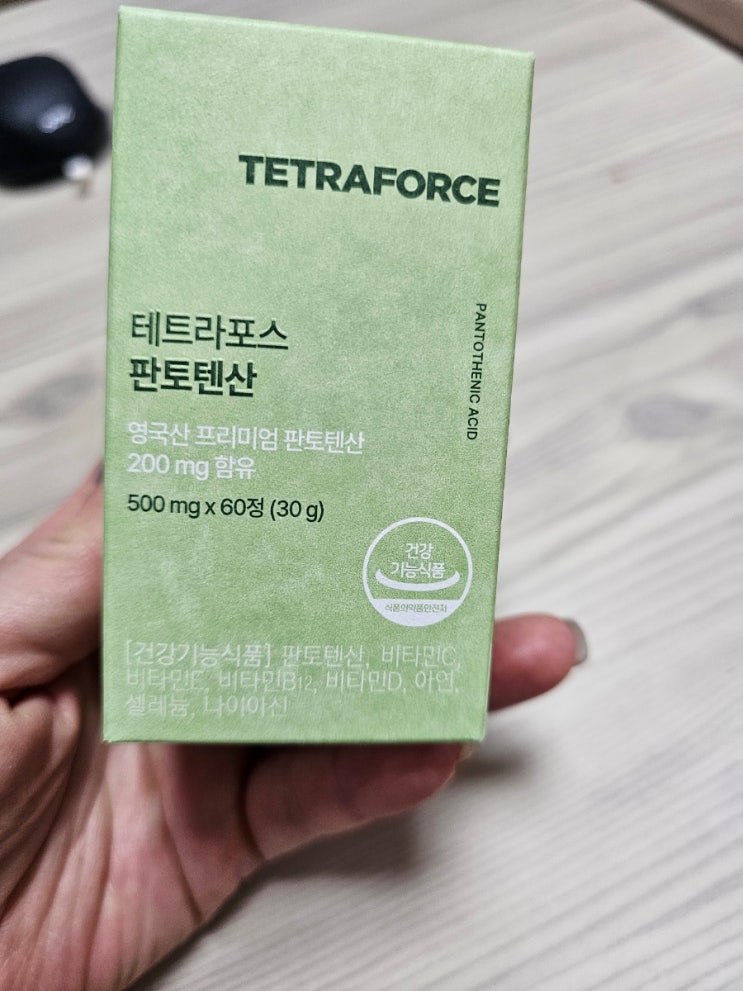 TETRAFORCE
테트라포스
판토텐산
PANTOTHENIC ACID
영국산 프리미엄 판토텐산
200 mg 함유
500 mg x 60정 (30 g)
건강
기능식품
식품의약품안전처
[건강기능식품] 판토텐산, 비타민C,
비타민E, 비타민B12, 비타민D, 아연,
셀레늄, 나이아신